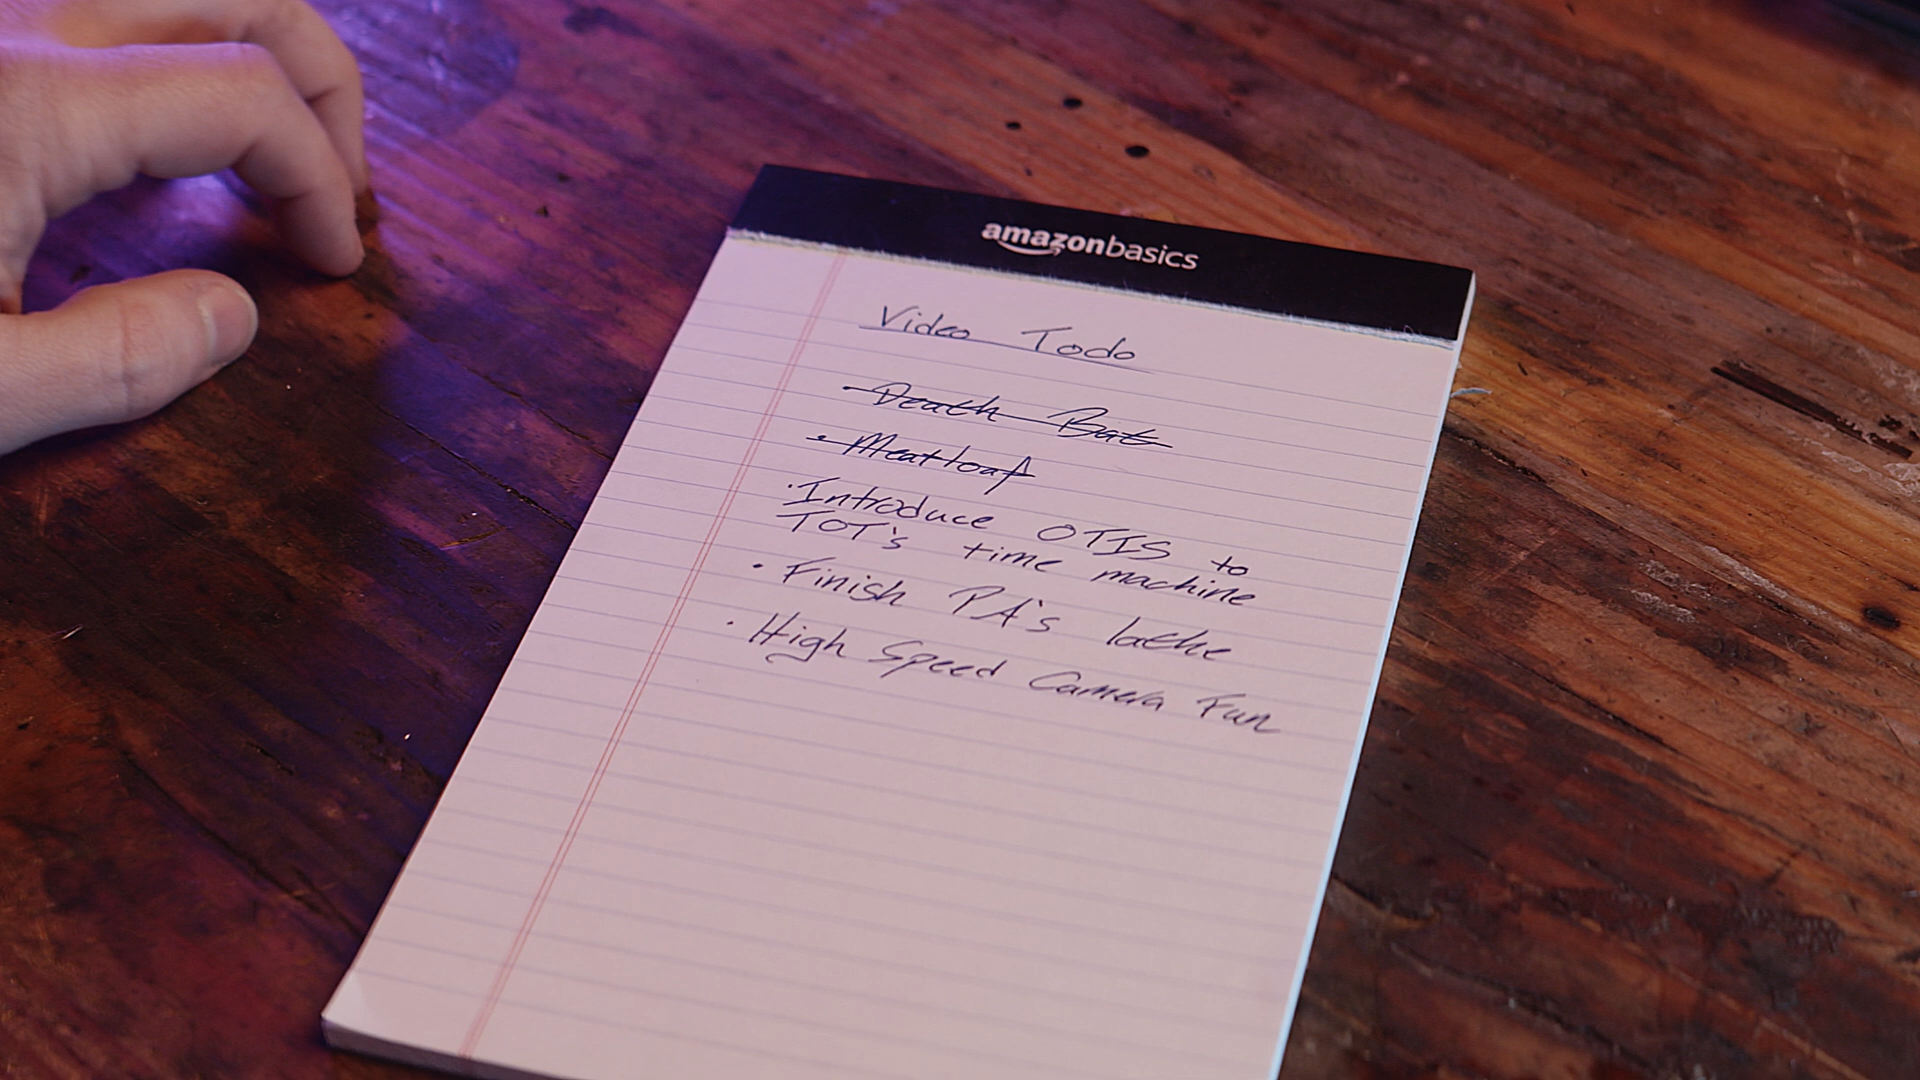 amazonbasics
Video Todo
· Death Bat
· Meatloaf
· Introduce OTIS to
TOT's time machine
· Finish PA's lathe
· High Speed Camera Fun